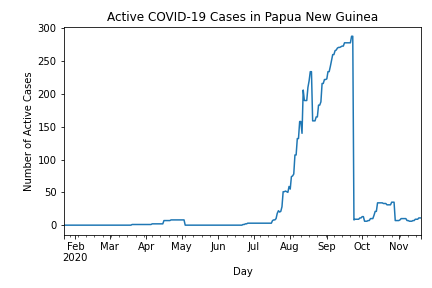 Active COVID-19 Cases in Papua New Guinea
Number of Active Cases
300
250
200
150
100
50
0
Feb Mar Apr May Jun Jul Aug Sep Oct Nov
2020
Day